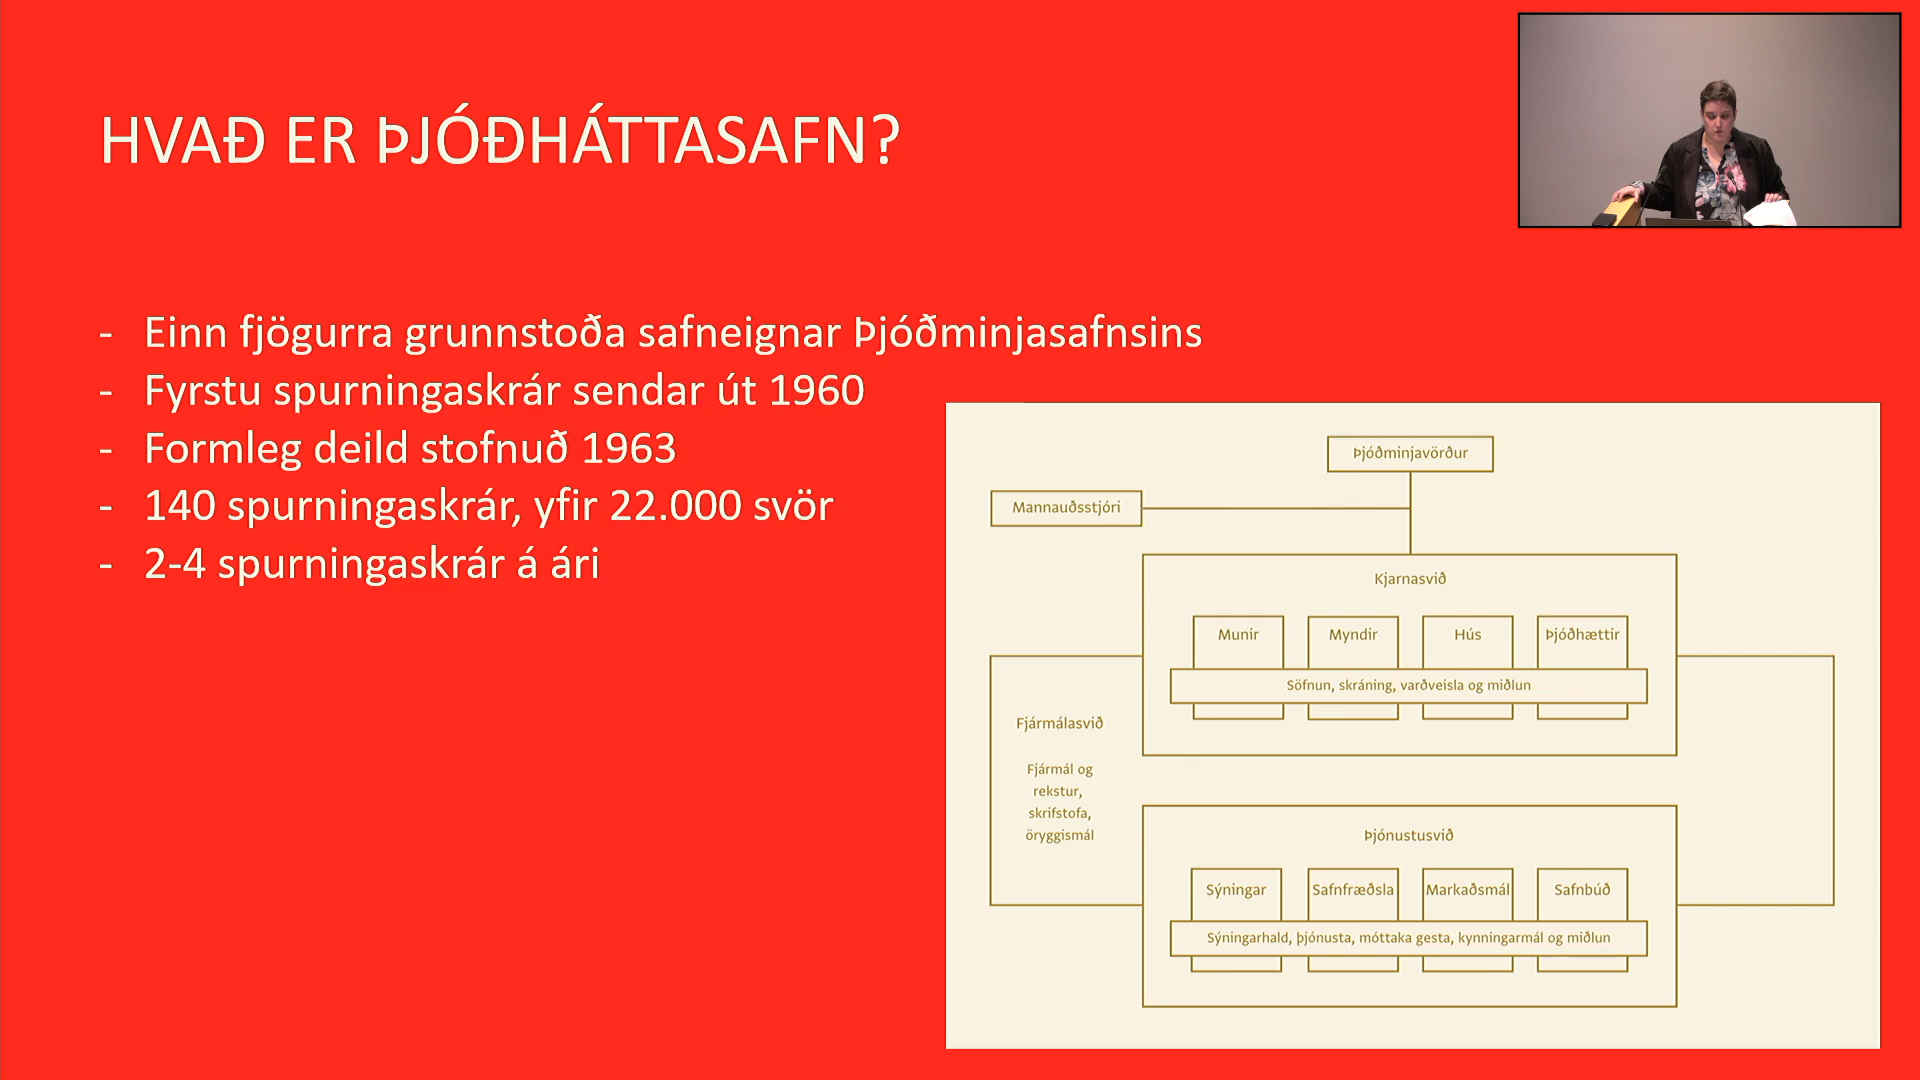 HVAÐ ER ÞJÓÐHÁTTASAFN?
- Einn fjögurra grunnstoða safneignar Þjóðminjasafnsins
- Fyrstu spurningaskrár sendar út 1960
- Formleg deild stofnuð 1963
- 140 spurningaskrár, yfir 22.000 svör
- 2-4 spurningaskrár á ári
Þjóðminjavörður
Mannauðsstjóri
Kjarnasvið
Munir
Myndir
Hús
Þjóðhættir
Söfnun, skráning, varðveisla og miðlun
Fjármálasvið
Fjármál og
rekstur,
skrifstofa,
öryggismál
Þjónustusvið
Sýningar
Safnfræðsla
Markaðsmál
Safnbúð
Sýningarhald, þjónusta, móttaka gesta, kynningarmál og miðlun